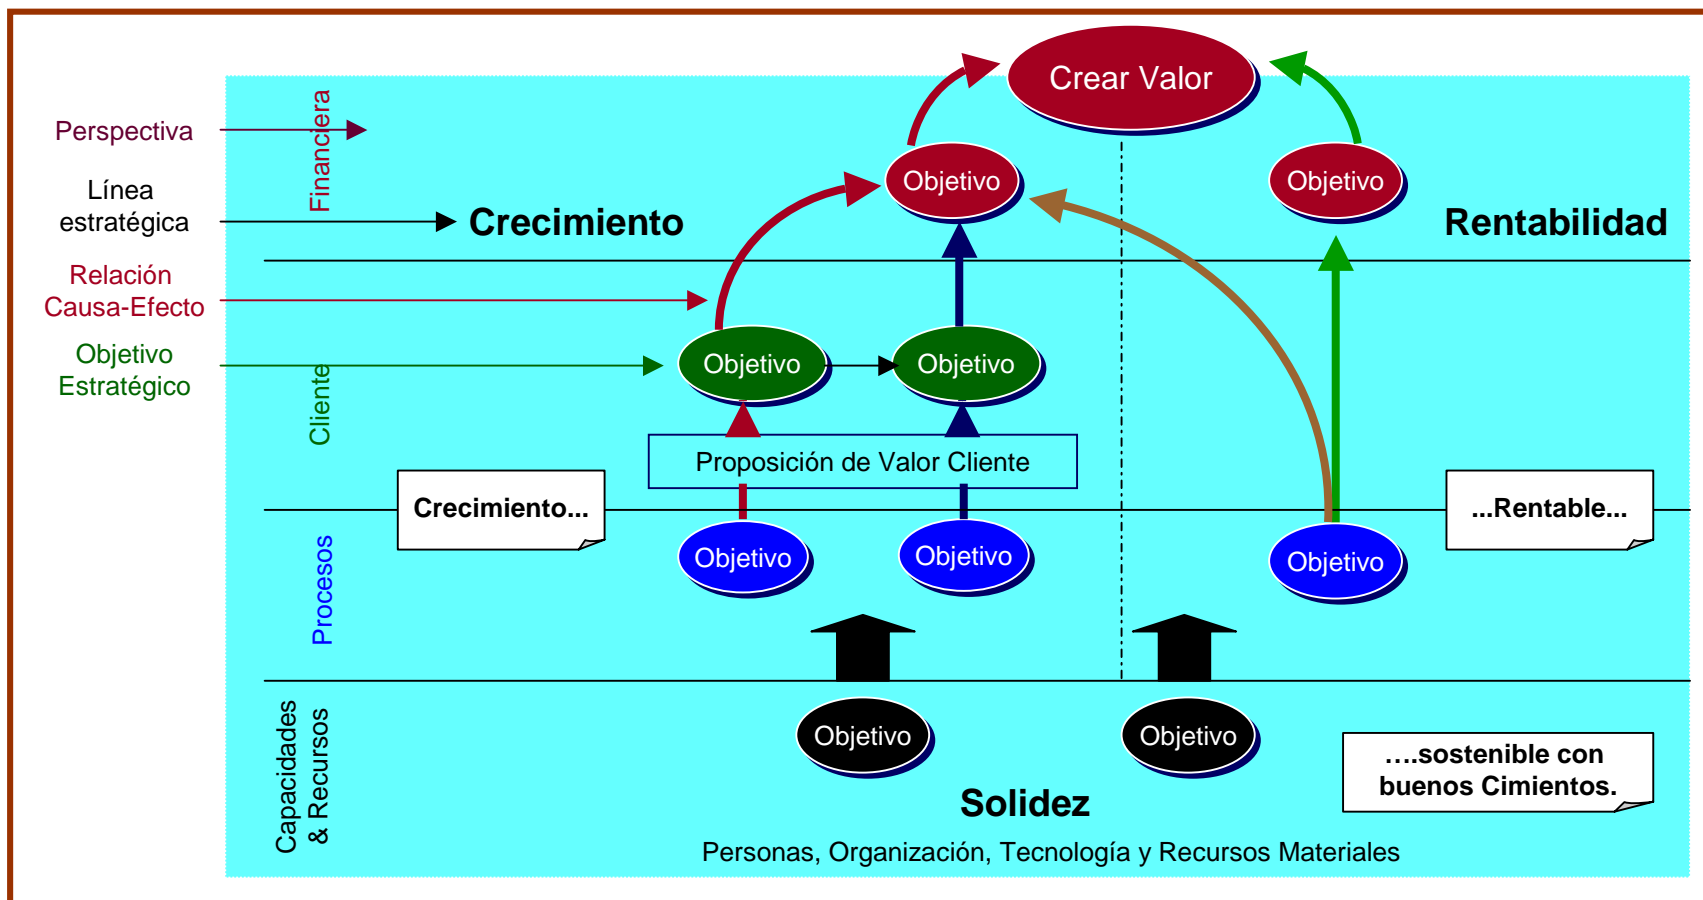 Crear Valor
Perspectiva
Financiera
Línea
estratégica
Objetivo
Objetivo
Crecimiento
Rentabilidad
Relación
Causa-Efecto
Objetivo
Estratégico
Cliente
Objetivo
Objetivo
Proposición de Valor Cliente
Crecimiento...
...Rentable...
Procesos
Objetivo
Objetivo
Objetivo
Capacidades
& Recursos
Objetivo
Objetivo
….sostenible con
buenos Cimientos.
Solidez
Personas, Organización, Tecnología y Recursos Materiales